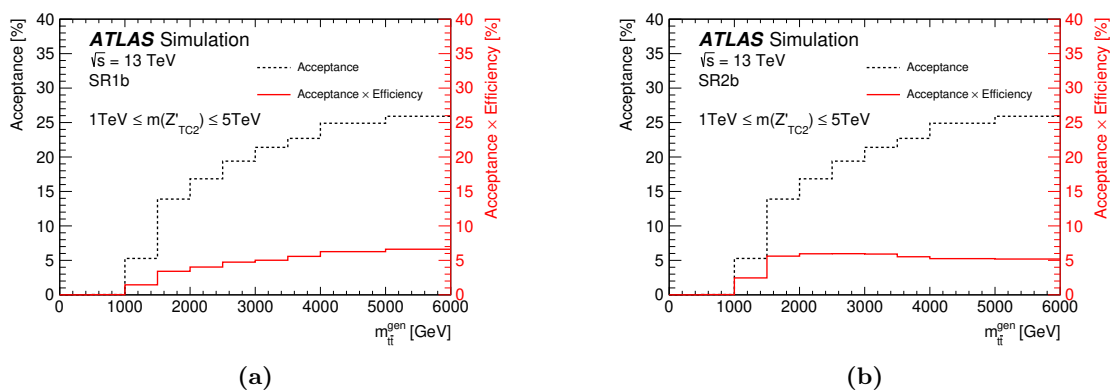 Acceptance [%]
40
35
30
25
20
15
10
5
0
ATLAS Simulation
√s = 13 TeV
SR1b
1TeV ≤ m(Z'TC2) ≤ 5TeV
Acceptance
Acceptance × Efficiency
40
35
30
25
20
15
10
5
0
Acceptance × Efficiency [%]
0 1000 2000 3000 4000 5000 6000
m^gen_tt̄ [GeV]
(a)
Acceptance [%]
40
35
30
25
20
15
10
5
0
ATLAS Simulation
√s = 13 TeV
SR2b
1TeV ≤ m(Z'TC2) ≤ 5TeV
Acceptance
Acceptance × Efficiency
40
35
30
25
20
15
10
5
0
Acceptance × Efficiency [%]
0 1000 2000 3000 4000 5000 6000
m^gen_tt̄ [GeV]
(b)